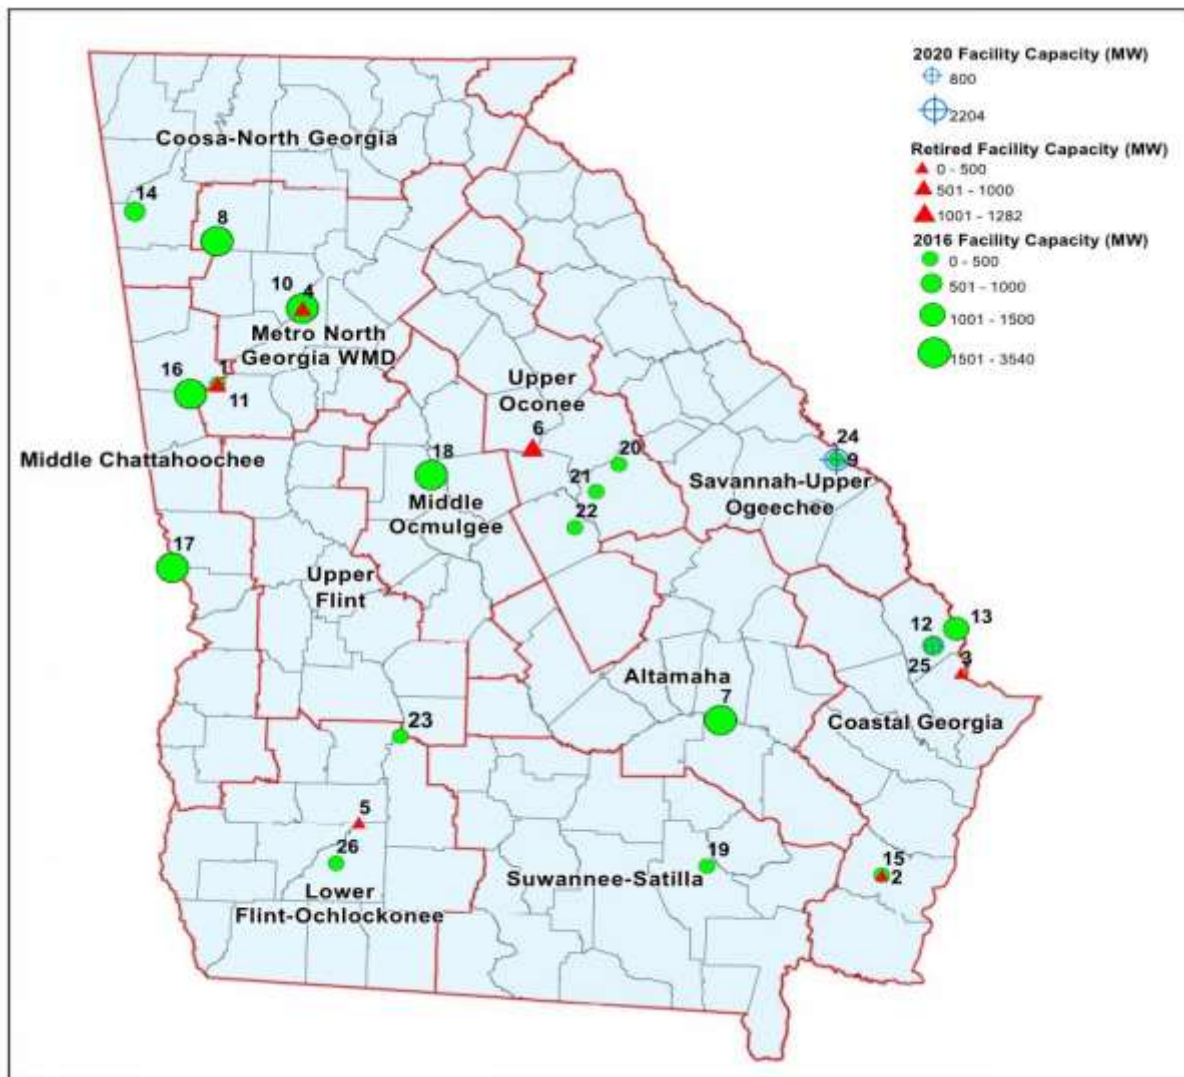 2020 Facility Capacity (MW)
800
2204
Retired Facility Capacity (MW)
0 - 500
501 - 1000
1001 - 1282
2016 Facility Capacity (MW)
0 - 500
501 - 1000
1001 - 1500
1501 - 3540
Coosa-North Georgia
14
8
10
4
Metro North
Georgia WMD
1
16
11
Upper
Oconee
6
20
24
9
Middle Chattahoochee
18
21
Savannah-Upper
Ogeechee
Middle
Ocmulgee
22
17
Upper
Flint
12
13
25
3
Altamaha
7
Coastal Georgia
23
5
26
19
15
2
Suwannee-Satilla
Lower
Flint-Ochlockonee